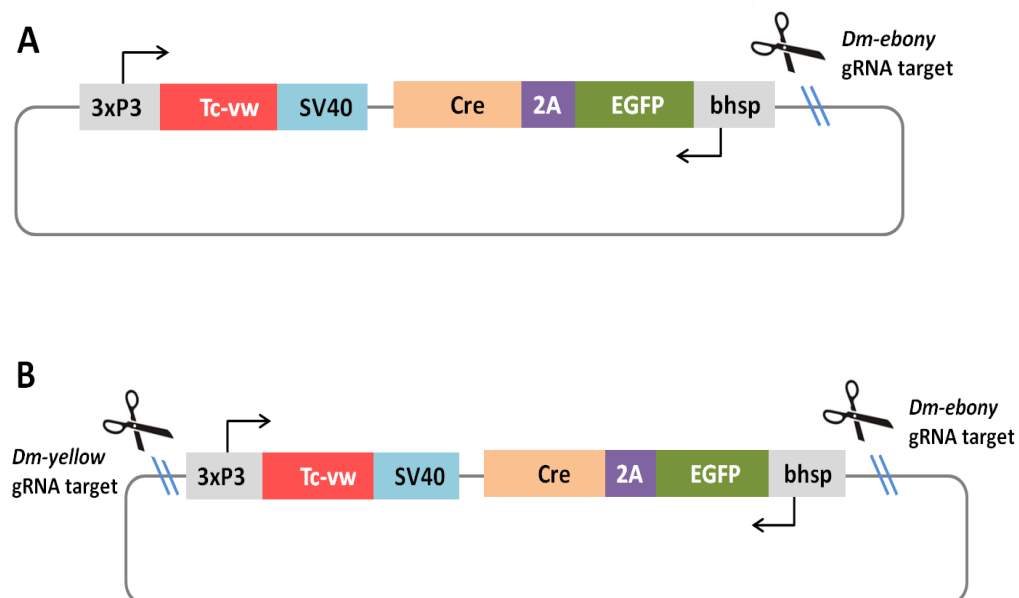 A
Dm-ebony
gRNA target
3xP3 Tc-vw SV40 Cre 2A EGFP bhsp
B
Dm-ebony
gRNA target
Dm-yellow
gRNA target
3xP3 Tc-vw SV40 Cre 2A EGFP bhsp